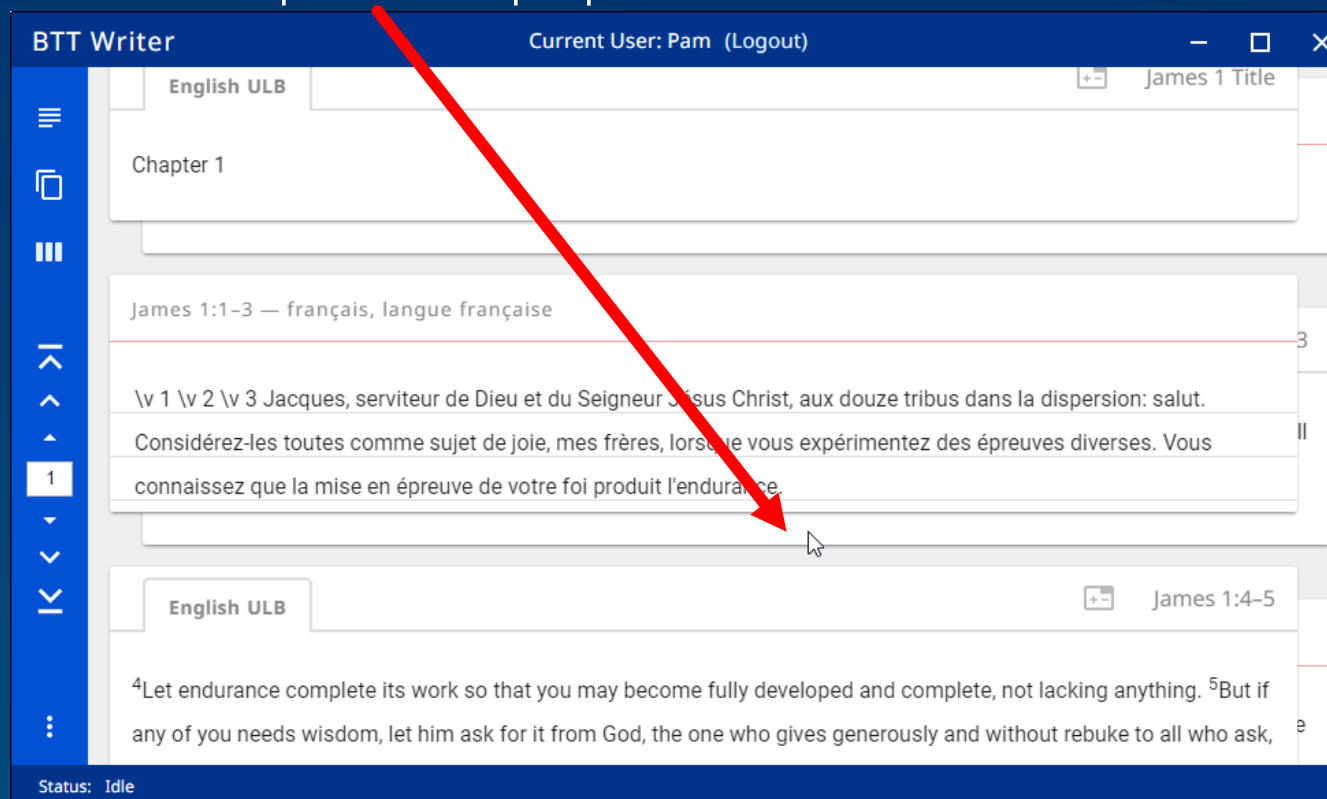 BTT Writer
Current User: Pam (Logout)
English ULB
James 1 Title
Chapter 1
James 1:1–3 — français, langue française
3
\v 1 \v 2 \v 3 Jacques, serviteur de Dieu et du Seigneur Jésus Christ, aux douze tribus dans la dispersion: salut.
Considérez-les toutes comme sujet de joie, mes frères, lorsque vous expérimentez des épreuves diverses. Vous
ll
connaissez que la mise en épreuve de votre foi produit l'endurance.
1
English ULB
James 1:4–5
⁴Let endurance complete its work so that you may become fully developed and complete, not lacking anything. ⁵But if
any of you needs wisdom, let him ask for it from God, the one who gives generously and without rebuke to all who ask,
e
Status: Idle